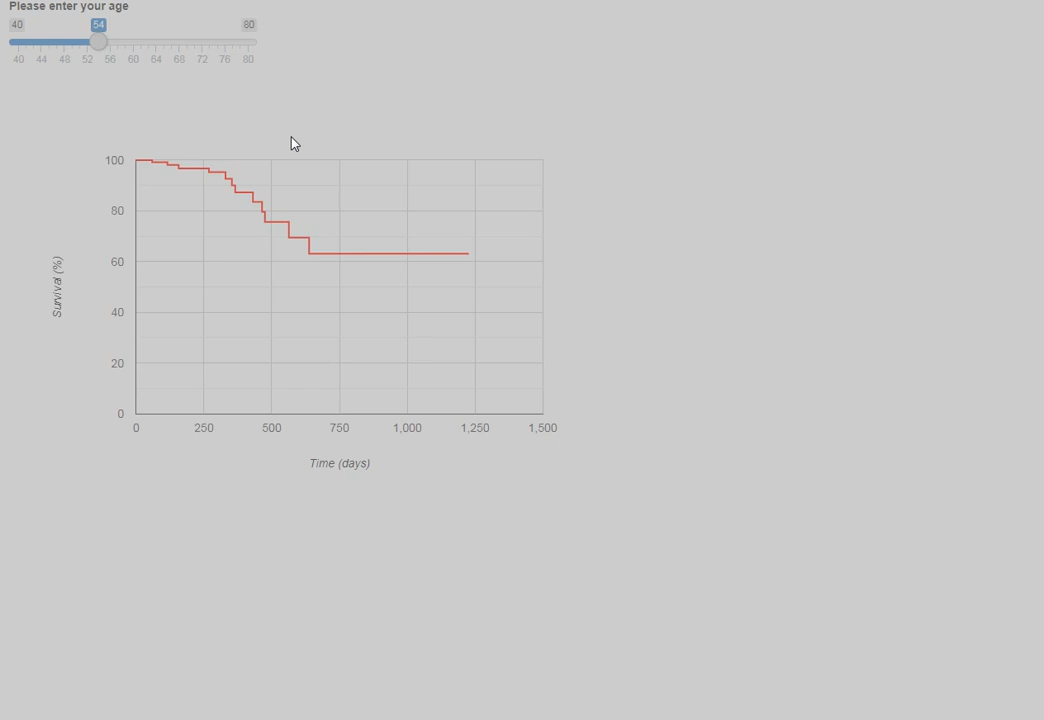 Please enter your age
40 54 80
40 44 48 52 56 60 64 68 72 76 80
100
80
60
40
20
0
Survival (%)
0 250 500 750 1,000 1,250 1,500
Time (days)